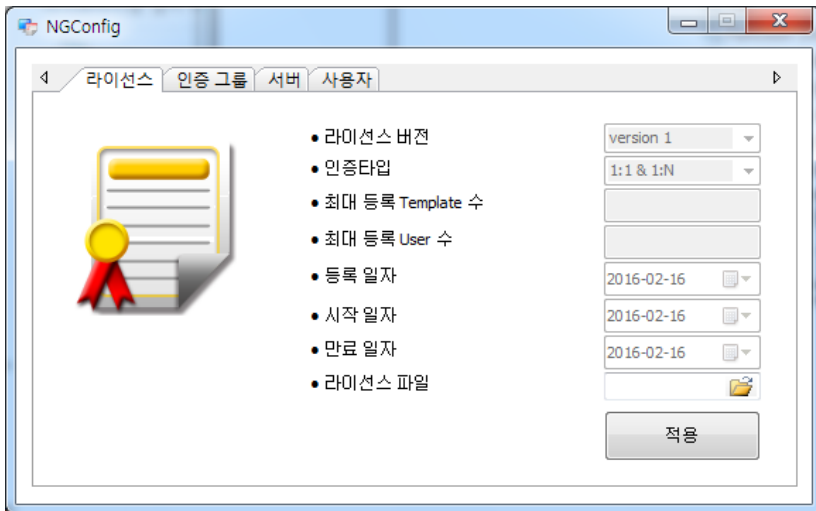 NGConfig
라이선스 인증 그룹 서버 사용자
• 라이선스 버전 version 1
• 인증타입 1:1 & 1:N
• 최대 등록 Template 수
• 최대 등록 User 수
• 등록 일자 2016-02-16
• 시작 일자 2016-02-16
• 만료 일자 2016-02-16
• 라이선스 파일
적용